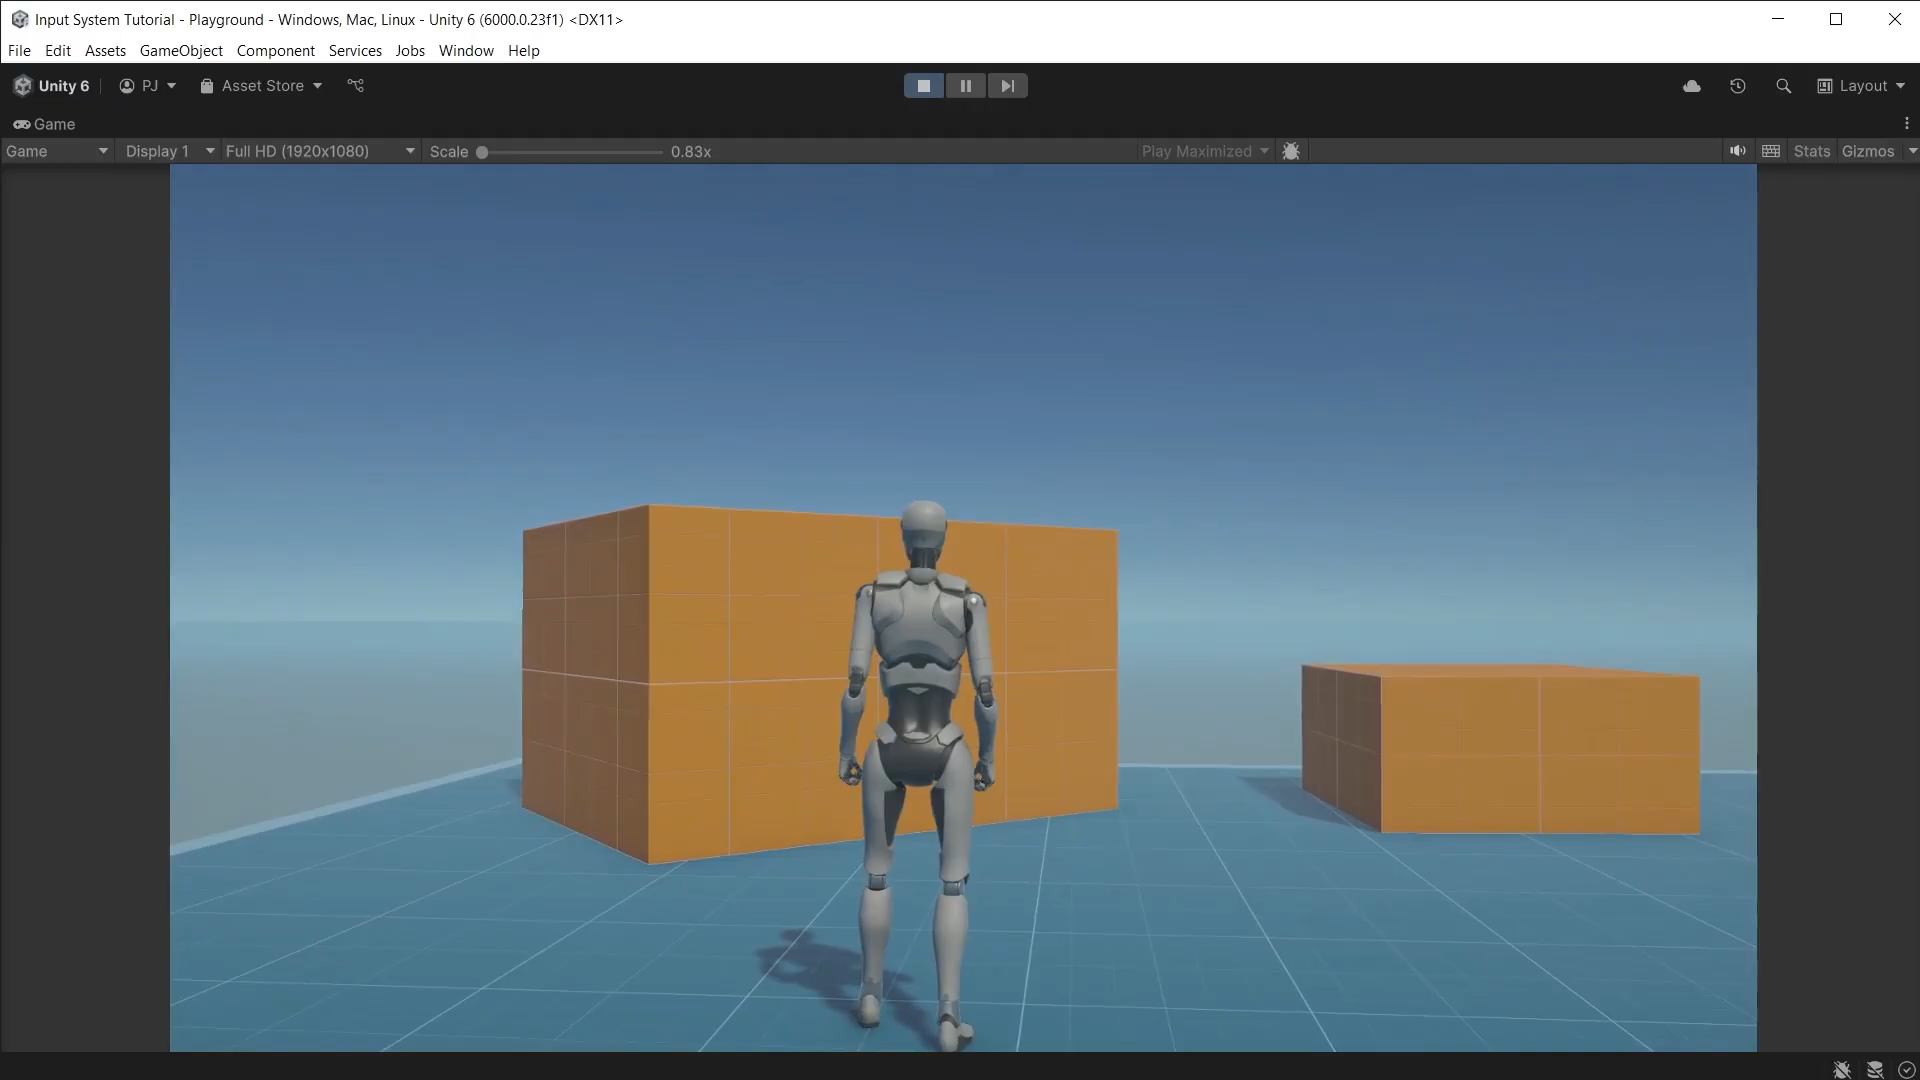 Input System Tutorial - Playground - Windows, Mac, Linux - Unity 6 (6000.0.23f1) <DX11>
File Edit Assets GameObject Component Services Jobs Window Help
Unity 6 PJ Asset Store Layout
Game
Game Display 1 Full HD (1920x1080) Scale 0.83x Play Maximized Stats Gizmos